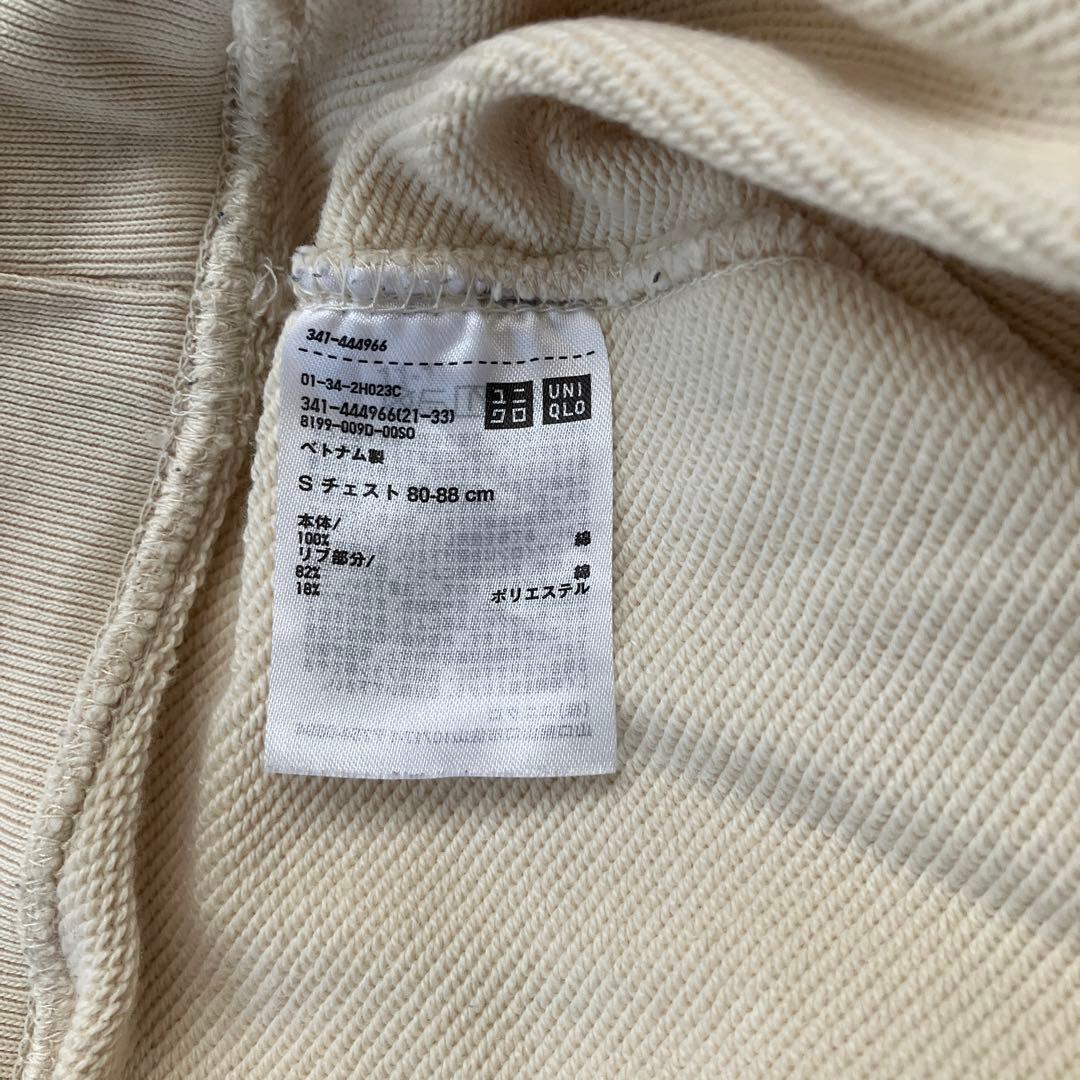 341-444966
01-34-2H023C
341-444966(21-33)
8199-009D-00SO
ユニ
クロ
UNI
QLO
ベトナム製
S チェスト 80-88 cm
本体/
100% 綿
リブ部分/
82% 綿
18% ポリエステル